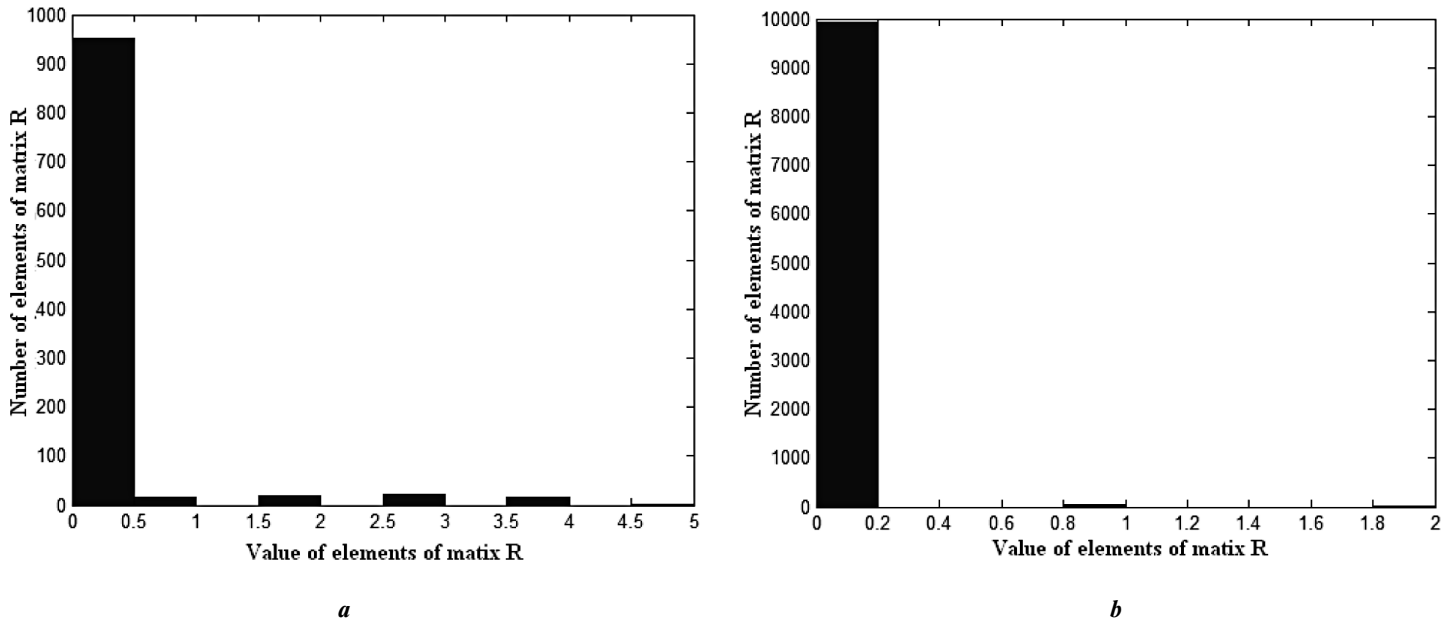 1000
900
800
700
600
500
400
300
200
100
0
Number of elements of matrix R
0 0.5 1 1.5 2 2.5 3 3.5 4 4.5 5
Value of elements of matix R
a
10000
9000
8000
7000
6000
5000
4000
3000
2000
1000
0
Number of elements of matrix R
0 0.2 0.4 0.6 0.8 1 1.2 1.4 1.6 1.8 2
Value of elements of matix R
b